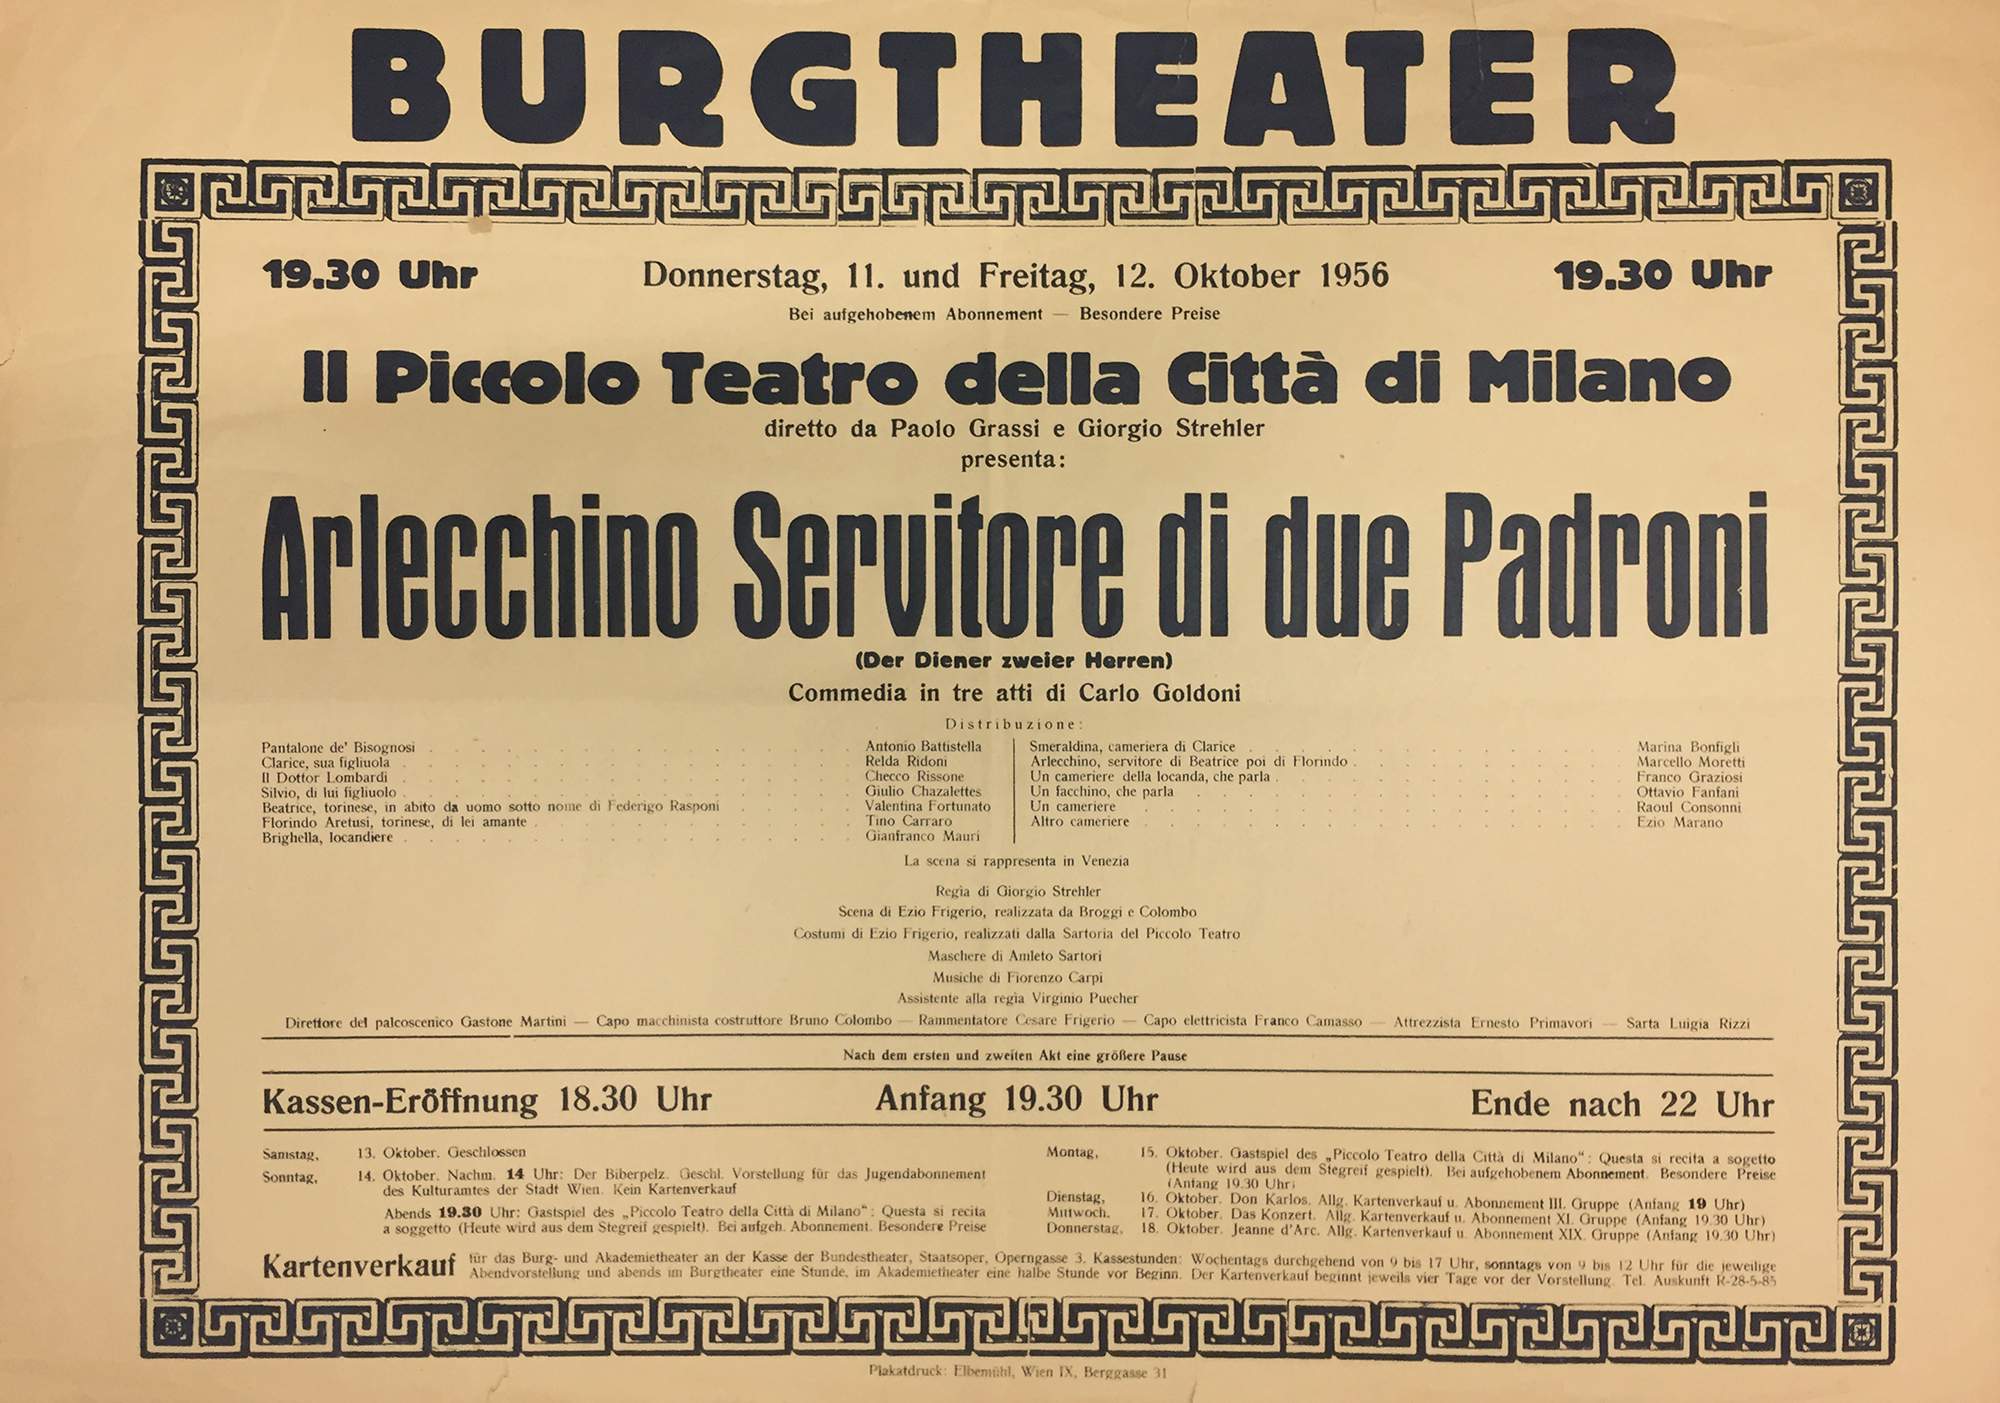 BURGTHEATER
19.30 Uhr Donnerstag, 11. und Freitag, 12. Oktober 1956 19.30 Uhr
Bei aufgehobenem Abonnement — Besondere Preise
Il Piccolo Teatro della Città di Milano
diretto da Paolo Grassi e Giorgio Strehler
presenta:
Arlecchino Servitore di due Padroni
(Der Diener zweier Herren)
Commedia in tre atti di Carlo Goldoni
Distribuzione:
Pantalone de' Bisognosi . . . Antonio Battistella
Clarice, sua figliuola . . . Relda Ridoni
Il Dottor Lombardi . . . Checco Rissone
Silvio, di lui figliuolo . . . Giulio Chazalettes
Beatrice, torinese, in abito da uomo sotto nome di Federigo Rasponi . . . Valentina Fortunato
Florindo Aretusi, torinese, di lei amante . . . Tino Carraro
Brighella, locandiere . . . Gianfranco Mauri
Smeraldina, cameriera di Clarice . . . Marina Bonfigli
Arlecchino, servitore di Beatrice poi di Florindo . . . Marcello Moretti
Un cameriere della locanda, che parla . . . Franco Graziosi
Un facchino, che parla . . . Ottavio Fanfani
Un cameriere . . . Raoul Consonni
Altro cameriere . . . Ezio Marano
La scena si rappresenta in Venezia
Regia di Giorgio Strehler
Scena di Ezio Frigerio, realizzata da Broggi e Colombo
Costumi di Ezio Frigerio, realizzati dalla Sartoria del Piccolo Teatro
Maschere di Amleto Sartori
Musiche di Fiorenzo Carpi
Assistente alla regia Virginio Puecher
Direttore del palcoscenico Gastone Martini — Capo macchinista costruttore Bruno Colombo — Rammentatore Cesare Frigerio — Capo elettricista Franco Camasso — Attrezzista Ernesto Primavori — Sarta Luigia Rizzi
Nach dem ersten und zweiten Akt eine größere Pause
Kassen-Eröffnung 18.30 Uhr Anfang 19.30 Uhr Ende nach 22 Uhr
Samstag, 13. Oktober. Geschlossen
Sonntag, 14. Oktober. Nachm. 14 Uhr: Der Biberpelz. Geschl. Vorstellung für das Jugendabonnement
des Kulturamtes der Stadt Wien. Kein Kartenverkauf
Abends 19.30 Uhr: Gastspiel des „Piccolo Teatro della Città di Milano“: Questa si recita
a soggetto (Heute wird aus dem Stegreif gespielt). Bei aufgeh. Abonnement. Besondere Preise
Montag, 15. Oktober. Gastspiel des „Piccolo Teatro della Città di Milano“: Questa si recita a sogetto
(Heute wird aus dem Stegreif gespielt). Bei aufgehobenem Abonnement. Besondere Preise
(Anfang 19.30 Uhr)
Dienstag, 16. Oktober. Don Karlos. Allg. Kartenverkauf u. Abonnement III. Gruppe (Anfang 19 Uhr)
Mittwoch, 17. Oktober. Das Konzert. Allg. Kartenverkauf u. Abonnement XI. Gruppe (Anfang 19.30 Uhr)
Donnerstag, 18. Oktober. Jeanne d'Arc. Allg. Kartenverkauf u. Abonnement XIX. Gruppe (Anfang 19.30 Uhr)
Kartenverkauf für das Burg- und Akademietheater an der Kasse der Bundestheater, Staatsoper, Operngasse 3. Kassestunden: Wochentags durchgehend von 9 bis 17 Uhr, sonntags von 9 bis 12 Uhr für die jeweilige
Abendvorstellung und abends im Burgtheater eine Stunde, im Akademietheater eine halbe Stunde vor Beginn. Der Kartenverkauf beginnt jeweils vier Tage vor der Vorstellung. Tel. Auskunft R-28-5-85
Plakatdruck: Elbemühl, Wien IX, Berggasse 31